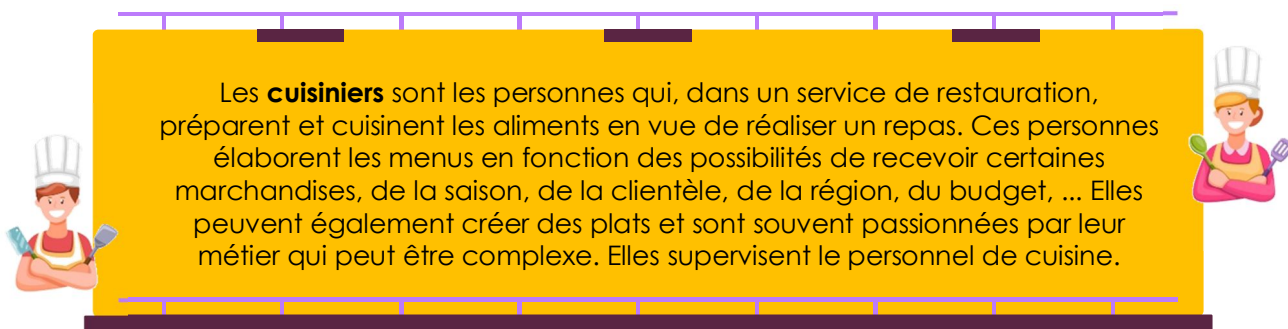 Les cuisiniers sont les personnes qui, dans un service de restauration,
préparent et cuisinent les aliments en vue de réaliser un repas. Ces personnes
élaborent les menus en fonction des possibilités de recevoir certaines
marchandises, de la saison, de la clientèle, de la région, du budget, ... Elles
peuvent également créer des plats et sont souvent passionnées par leur
métier qui peut être complexe. Elles supervisent le personnel de cuisine.